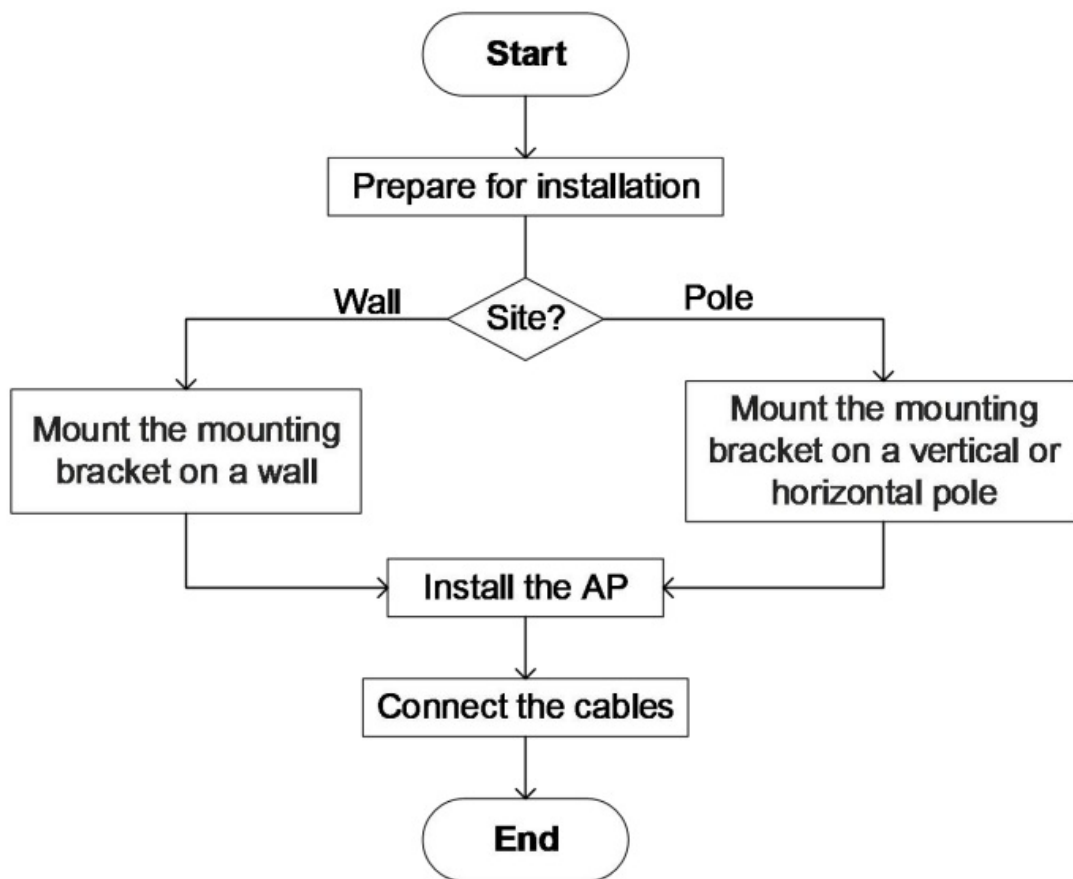 Start
Prepare for installation
Wall
Site?
Pole
Mount the mounting
bracket on a wall
Mount the mounting
bracket on a vertical or
horizontal pole
Install the AP
Connect the cables
End